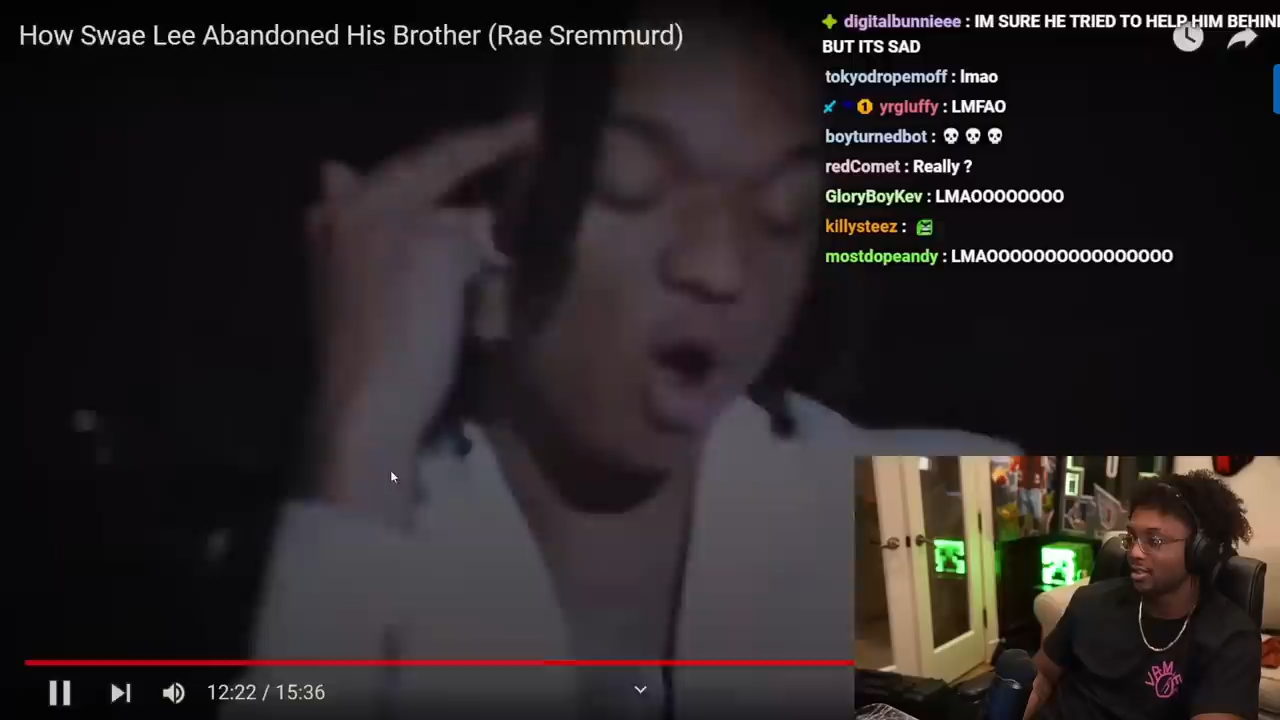 How Swae Lee Abandoned His Brother (Rae Sremmurd)
digitalbunnieee : IM SURE HE TRIED TO HELP HIM BEHIN
BUT ITS SAD
tokyodropemoff : lmao
1 yrgluffy : LMFAO
boyturnedbot : 💀 💀 💀
redComet : Really ?
GloryBoyKev : LMAOOOOOOOO
killysteez :
mostdopeandy : LMAOOOOOOOOOOOOOOOO
12:22 / 15:36